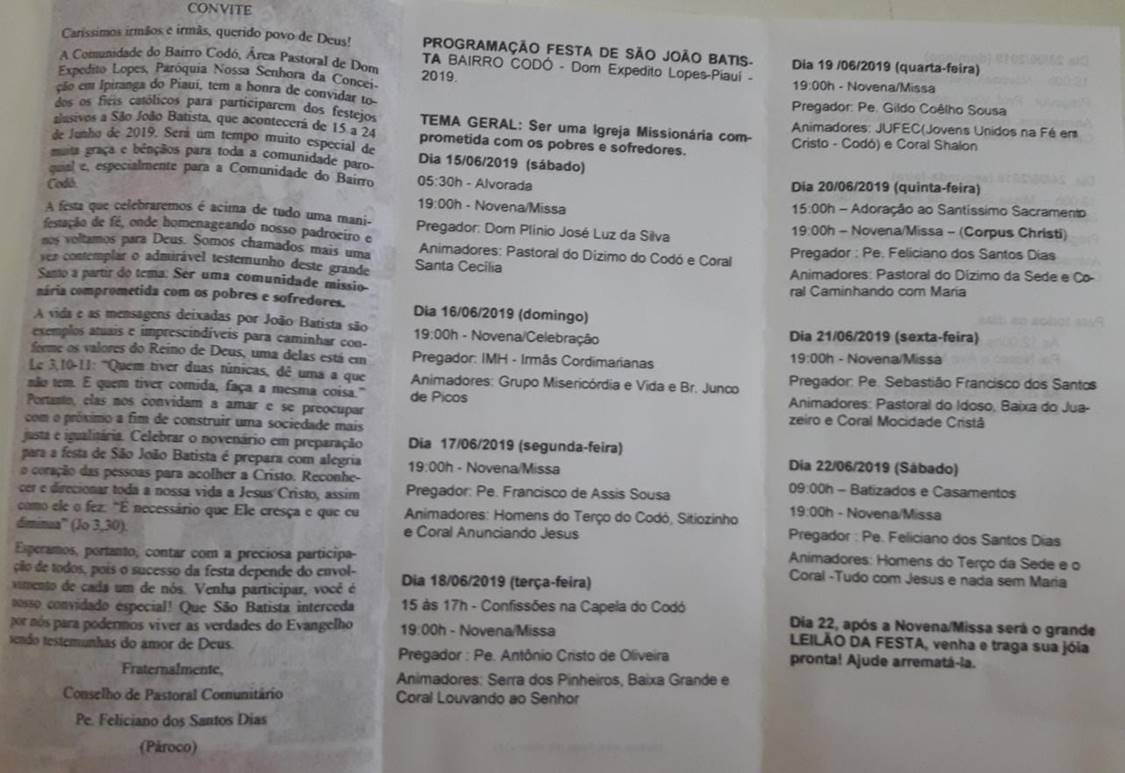 CONVITE
Caríssimos irmãos e irmãs, querido povo de Deus!
A Comunidade do Bairro Codó, Área Pastoral de Dom
Expedito Lopes, Paróquia Nossa Senhora da Concei-
ção em Ipiranga do Piauí, tem a honra de convidar to-
dos os fiéis católicos para participarem dos festejos
alusivos a São João Batista, que acontecerá de 15 a 24
de Junho de 2019. Será um tempo muito especial de
muita graça e bênçãos para toda a comunidade paro-
quial e, especialmente para a Comunidade do Bairro
Codó.
A festa que celebraremos é acima de tudo uma mani-
festação de fé, onde homenageando nosso padroeiro e
nos voltamos para Deus. Somos chamados mais uma
vez contemplar o admirável testemunho deste grande
Santo a partir do tema: Ser uma comunidade missio-
nária comprometida com os pobres e sofredores.
A vida e as mensagens deixadas por João Batista são
exemplos atuais e imprescindíveis para caminhar con-
forme os valores do Reino de Deus, uma delas está em
Lc 3,10-11: "Quem tiver duas túnicas, dê uma a que
não tem. E quem tiver comida, faça a mesma coisa."
Portanto, elas nos convidam a amar e se preocupar
com o próximo a fim de construir uma sociedade mais
justa e igualitária. Celebrar o novenário em preparação
para a festa de São João Batista é prepara com alegria
o coração das pessoas para acolher a Cristo. Reconhe-
cer e direcionar toda a nossa vida a Jesus Cristo, assim
como ele o fez: "É necessário que Ele cresça e que eu
diminua" (Jo 3,30).
Esperamos, portanto, contar com a preciosa participa-
ção de todos, pois o sucesso da festa depende do envol-
vimento de cada um de nós. Venha participar, você é
nosso convidado especial! Que São Batista interceda
por nós para podermos viver as verdades do Evangelho
sendo testemunhas do amor de Deus.
Fraternalmente,
Conselho de Pastoral Comunitário
Pe. Feliciano dos Santos Dias
(Pároco)
PROGRAMAÇÃO FESTA DE SÃO JOÃO BATIS-
TA BAIRRO CODÓ - Dom Expedito Lopes-Piauí -
2019.
TEMA GERAL: Ser uma Igreja Missionária com-
prometida com os pobres e sofredores.
Dia 15/06/2019 (sábado)
05:30h - Alvorada
19:00h - Novena/Missa
Pregador: Dom Plínio José Luz da Silva
Animadores: Pastoral do Dízimo do Codó e Coral
Santa Cecília
Dia 16/06/2019 (domingo)
19:00h - Novena/Celebração
Pregador: IMH - Irmãs Cordimarianas
Animadores: Grupo Misericórdia e Vida e Br. Junco
de Picos
Dia 17/06/2019 (segunda-feira)
19:00h - Novena/Missa
Pregador: Pe. Francisco de Assis Sousa
Animadores: Homens do Terço do Codó, Sitiozinho
e Coral Anunciando Jesus
Dia 18/06/2019 (terça-feira)
15 às 17h - Confissões na Capela do Codó
19:00h - Novena/Missa
Pregador : Pe. Antônio Cristo de Oliveira
Animadores: Serra dos Pinheiros, Baixa Grande e
Coral Louvando ao Senhor
Dia 19 /06/2019 (quarta-feira)
19:00h - Novena/Missa
Pregador: Pe. Gildo Coêlho Sousa
Animadores: JUFEC(Jovens Unidos na Fé em
Cristo - Codó) e Coral Shalon
Dia 20/06/2019 (quinta-feira)
15:00h – Adoração ao Santíssimo Sacramento
19:00h – Novena/Missa – (Corpus Christi)
Pregador : Pe. Feliciano dos Santos Dias
Animadores: Pastoral do Dízimo da Sede e Co-
ral Caminhando com Maria
Dia 21/06/2019 (sexta-feira)
19:00h - Novena/Missa
Pregador: Pe. Sebastião Francisco dos Santos
Animadores: Pastoral do Idoso, Baixa do Jua-
zeiro e Coral Mocidade Cristã
Dia 22/06/2019 (Sábado)
09:00h – Batizados e Casamentos
19:00h - Novena/Missa
Pregador : Pe. Feliciano dos Santos Dias
Animadores: Homens do Terço da Sede e o
Coral -Tudo com Jesus e nada sem Maria
Dia 22, após a Novena/Missa será o grande
LEILÃO DA FESTA, venha e traga sua jóia
pronta! Ajude arrematá-la.